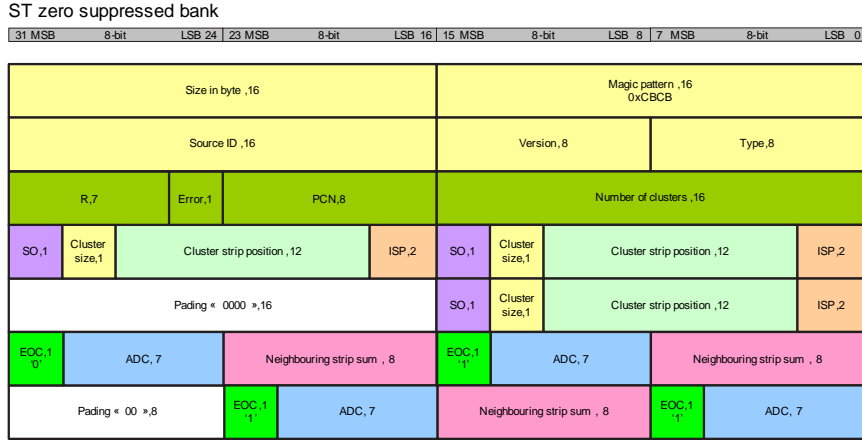 ST zero suppressed bank
31 MSB 8-bit LSB 24 23 MSB 8-bit LSB 16 15 MSB 8-bit LSB 8 7 MSB 8-bit LSB 0
Size in byte ,16 Magic pattern ,16
0xCBCB
Source ID ,16 Version, 8 Type,8
R,7 Error,1 PCN,8 Number of clusters ,16
SO,1 Cluster size,1 Cluster strip position ,12 ISP,2 SO,1 Cluster size,1 Cluster strip position ,12 ISP,2
Pading « 0000 »,16 SO,1 Cluster size,1 Cluster strip position ,12 ISP,2
EOC,1 '0' ADC, 7 Neighbouring strip sum , 8 EOC,1 '1' ADC, 7 Neighbouring strip sum , 8
Pading « 00 »,8 EOC,1 '1' ADC, 7 Neighbouring strip sum , 8 EOC,1 '1' ADC, 7